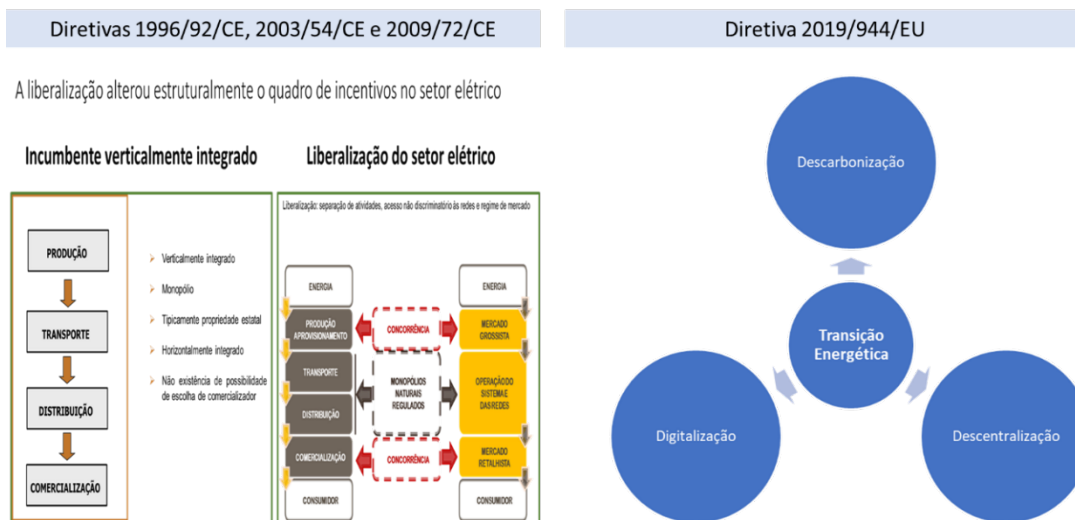 Diretivas 1996/92/CE, 2003/54/CE e 2009/72/CE
A liberalização alterou estruturalmente o quadro de incentivos no setor elétrico
Incumbente verticalmente integrado
PRODUÇÃO
TRANSPORTE
DISTRIBUIÇÃO
COMERCIALIZAÇÃO
Verticalmente integrado
Monopólio
Tipicamente propriedade estatal
Horizontalmente integrado
Não existência de possibilidade
de escolha de comercializador
Liberalização do setor elétrico
Liberalização: separação de atividades, acesso não discriminatório às redes e regime de mercado
ENERGIA
PRODUÇÃO
APROVISIONAMENTO
TRANSPORTE
DISTRIBUIÇÃO
COMERCIALIZAÇÃO
CONSUMIDOR
CONCORRÊNCIA
MONOPÓLIOS
NATURAIS
REGULADOS
CONCORRÊNCIA
ENERGIA
MERCADO
GROSSISTA
OPERAÇÃO DO
SISTEMA E
DAS REDES
MERCADO
RETALHISTA
CONSUMIDOR
Diretiva 2019/944/EU
Descarbonização
Transição
Energética
Digitalização
Descentralização